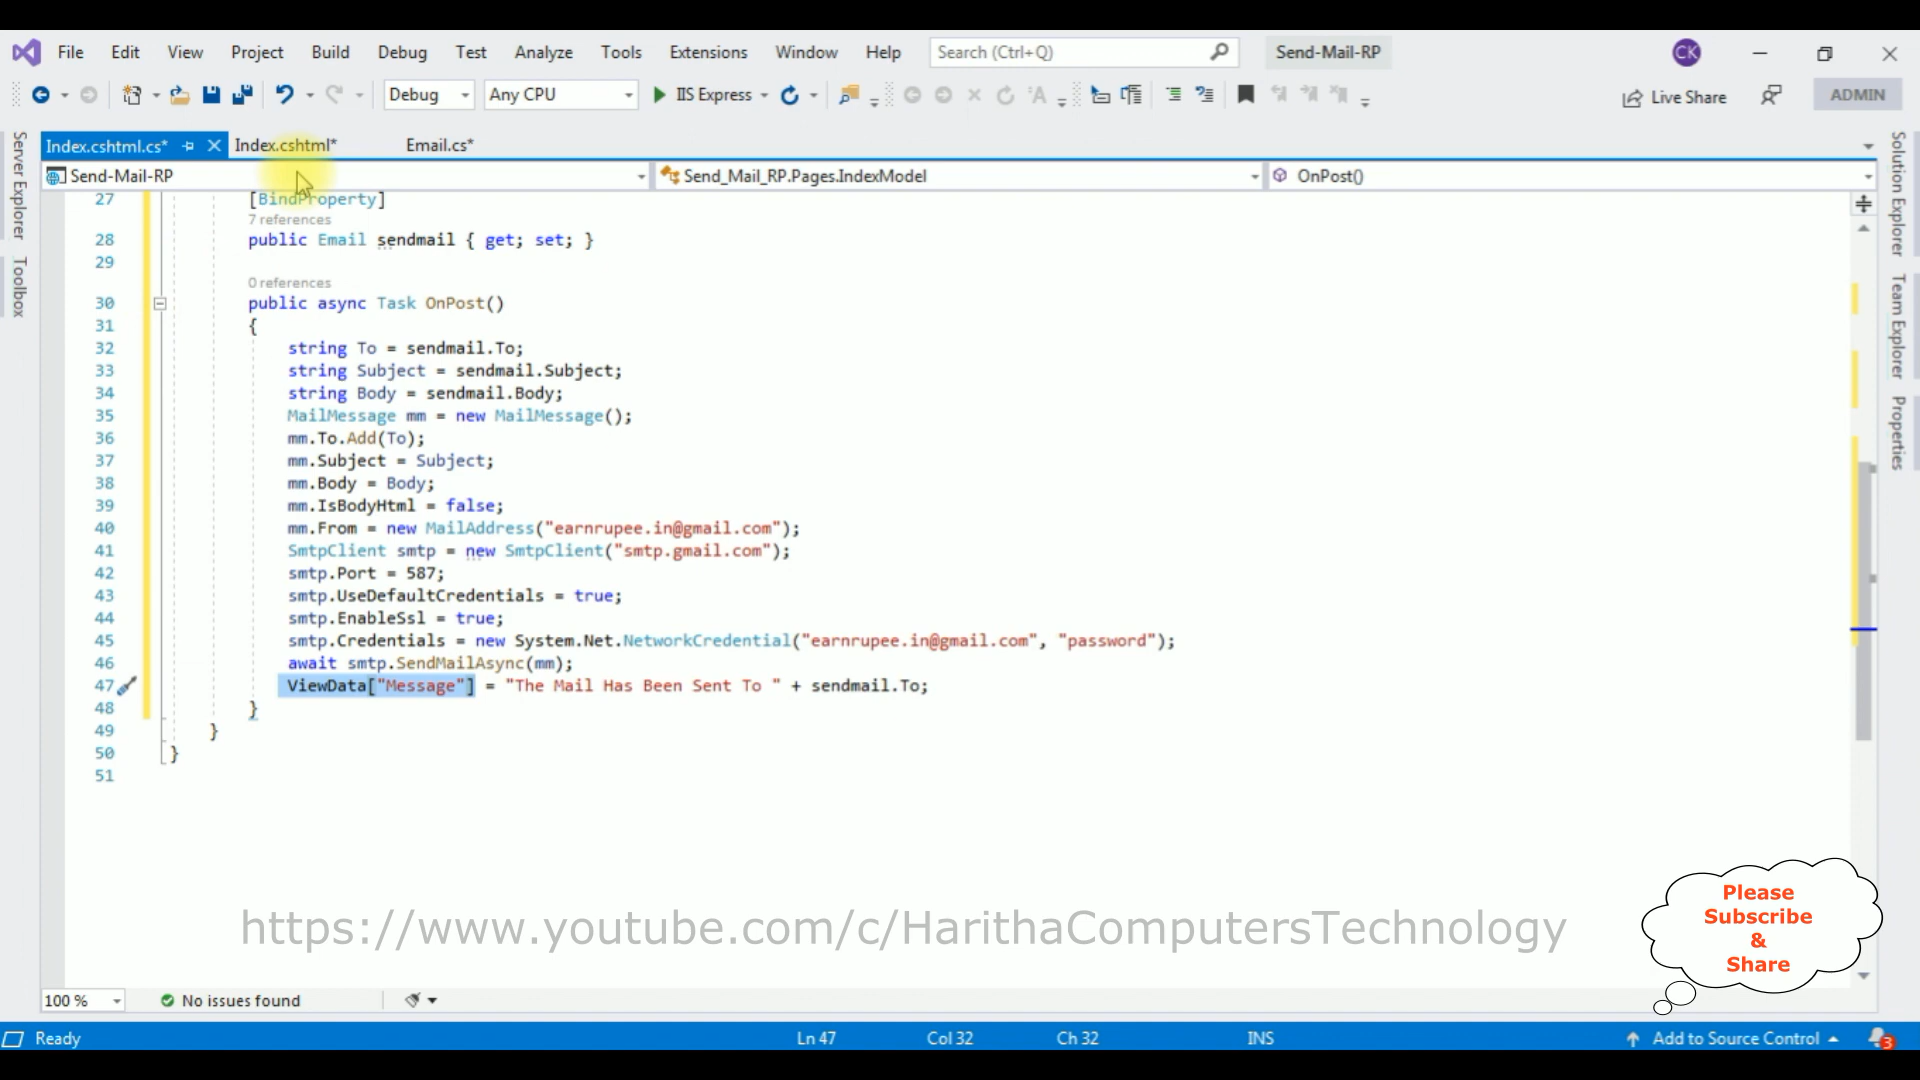 File Edit View Project Build Debug Test Analyze Tools Extensions Window Help Search (Ctrl+Q) Send-Mail-RP CK
Debug Any CPU IIS Express Live Share ADMIN
Index.cshtml.cs* Index.cshtml* Email.cs*
Send-Mail-RP Send_Mail_RP.Pages.IndexModel OnPost()
Server Explorer
Toolbox
Solution Explorer
Team Explorer
Properties
27 [BindProperty]
7 references
28 public Email sendmail { get; set; }
29
0 references
30 public async Task OnPost()
31 {
32 string To = sendmail.To;
33 string Subject = sendmail.Subject;
34 string Body = sendmail.Body;
35 MailMessage mm = new MailMessage();
36 mm.To.Add(To);
37 mm.Subject = Subject;
38 mm.Body = Body;
39 mm.IsBodyHtml = false;
40 mm.From = new MailAddress("earnrupee.in@gmail.com");
41 SmtpClient smtp = new SmtpClient("smtp.gmail.com");
42 smtp.Port = 587;
43 smtp.UseDefaultCredentials = true;
44 smtp.EnableSsl = true;
45 smtp.Credentials = new System.Net.NetworkCredential("earnrupee.in@gmail.com", "password");
46 await smtp.SendMailAsync(mm);
47 ViewData["Message"] = "The Mail Has Been Sent To " + sendmail.To;
48 }
49 }
50 }
51
https://www.youtube.com/c/HarithaComputersTechnology
Please
Subscribe
&
Share
100 % No issues found
Ready Ln 47 Col 32 Ch 32 INS Add to Source Control 3